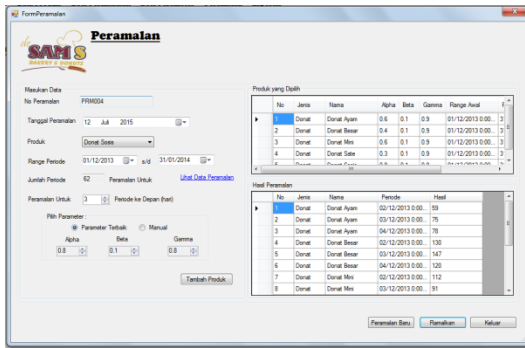 FormPeramalan
de SAM'S
BAKERY & DONUTS
Peramalan
Masukan Data
No Peramalan PRM004
Tanggal Peramalan 12 Juli 2015
Produk Donat Sosis
Range Periode 01/12/2013 s/d 31/01/2014
Jumlah Periode 62 Peramalan Untuk Lihat Data Peramalan
Peramalan Untuk 3 Periode ke Depan (hari)
Pilih Parameter :
Parameter Terbaik Manual
Alpha Beta Gamma
0.8 0.1 0.8
Tambah Produk
Produk yang Dipilih
No Jenis Nama Alpha Beta Gamma Range Awal
1 Donat Donat Ayam 0.6 0.1 0.9 01/12/2013 0:00...
2 Donat Donat Besar 0.4 0.1 0.9 01/12/2013 0:00...
3 Donat Donat Mini 0.6 0.1 0.9 01/12/2013 0:00...
4 Donat Donat Sate 0.3 0.1 0.9 01/12/2013 0:00...
Hasil Peramalan
No Jenis Nama Periode Hasil
1 Donat Donat Ayam 02/12/2013 0:00... 59
2 Donat Donat Ayam 03/12/2013 0:00... 75
3 Donat Donat Ayam 04/12/2013 0:00... 78
4 Donat Donat Besar 02/12/2013 0:00... 130
5 Donat Donat Besar 03/12/2013 0:00... 147
6 Donat Donat Besar 04/12/2013 0:00... 120
7 Donat Donat Mini 02/12/2013 0:00... 112
8 Donat Donat Mini 03/12/2013 0:00... 91
Peramalan Baru Ramalkan Keluar